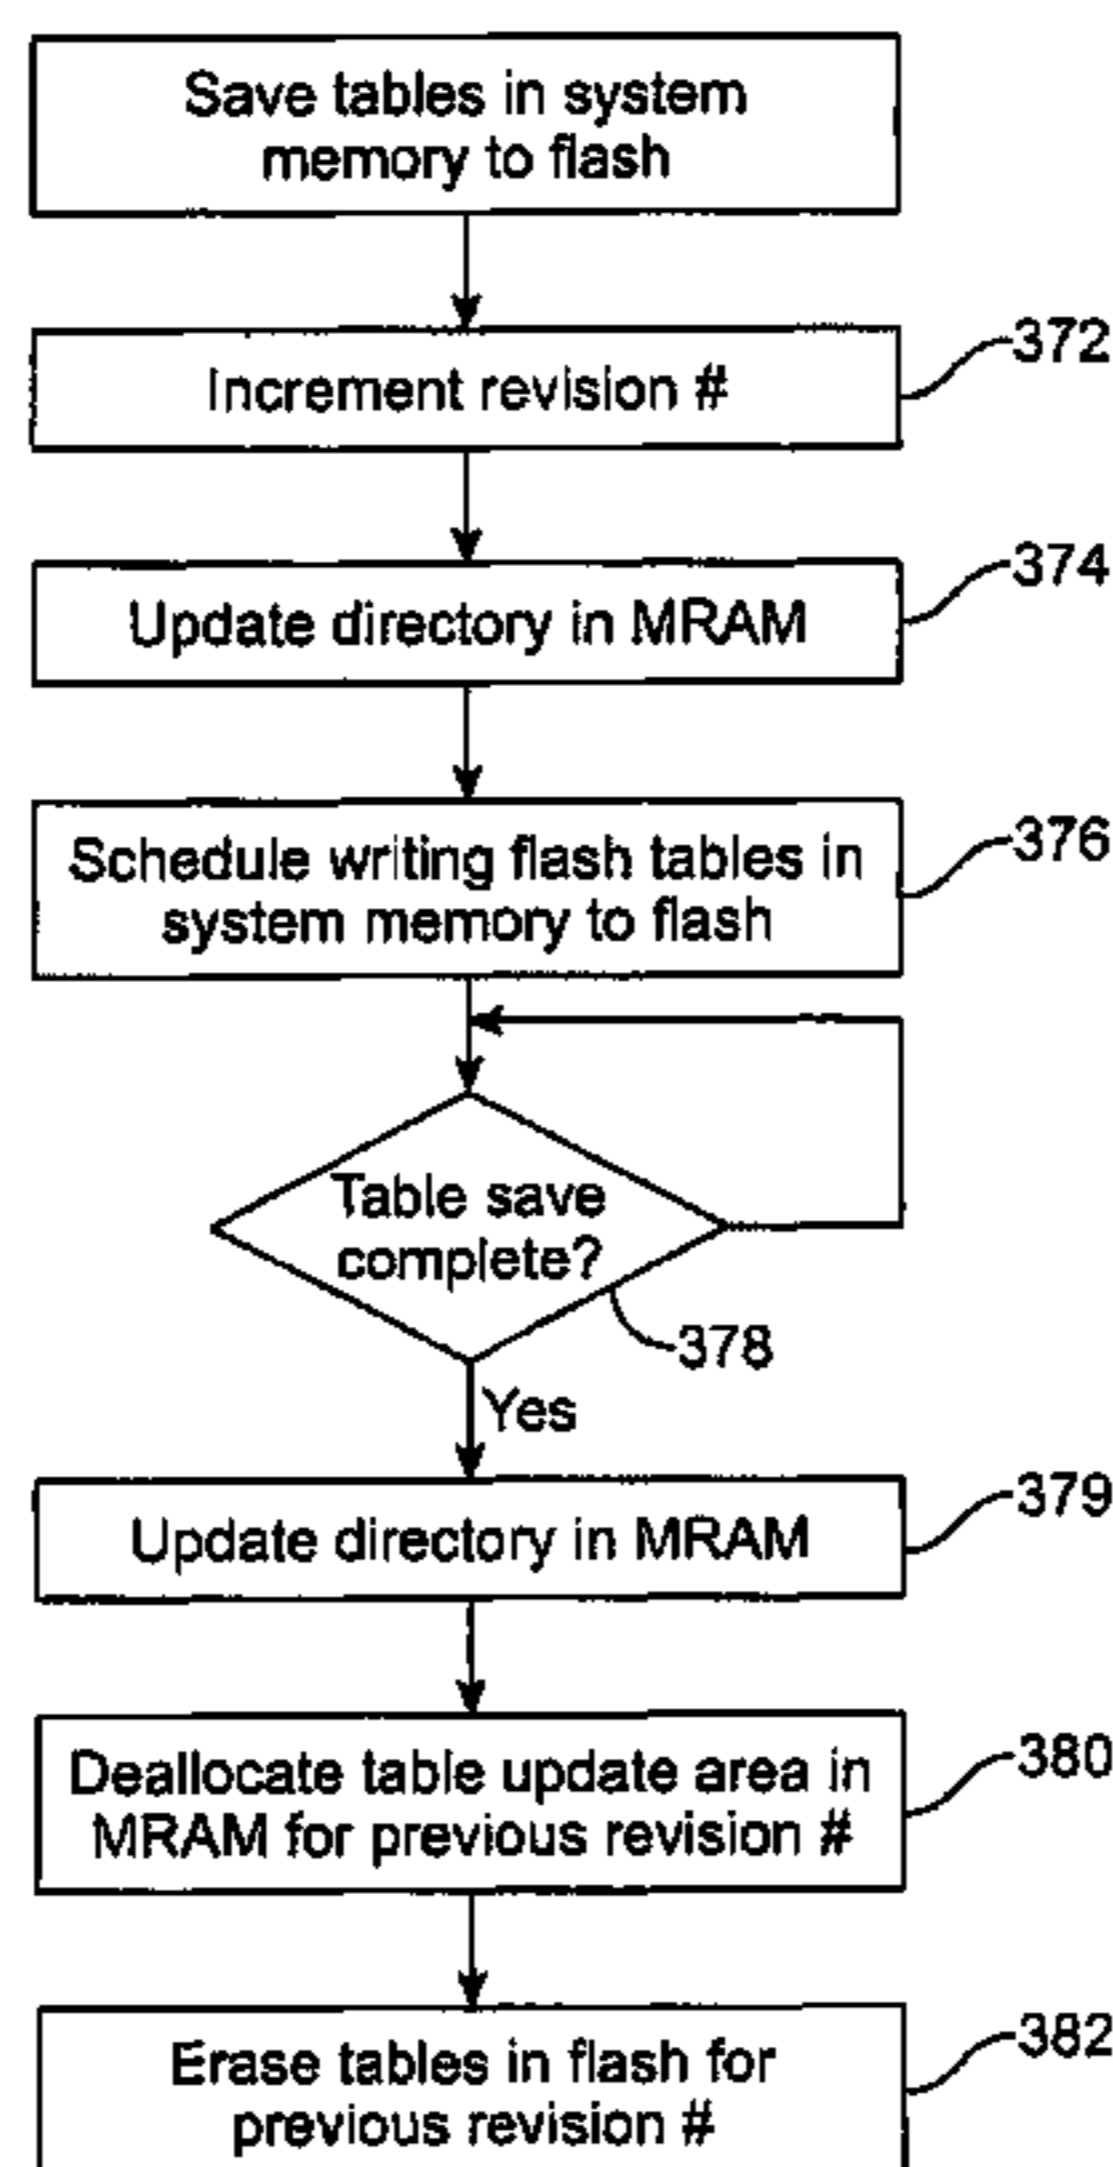 Save tables in system
memory to flash
372
Increment revision #
374
Update directory in MRAM
376
Schedule writing flash tables in
system memory to flash
Table save
complete?
378
Yes
379
Update directory in MRAM
380
Deallocate table update area in
MRAM for previous revision #
382
Erase tables in flash for
previous revision #